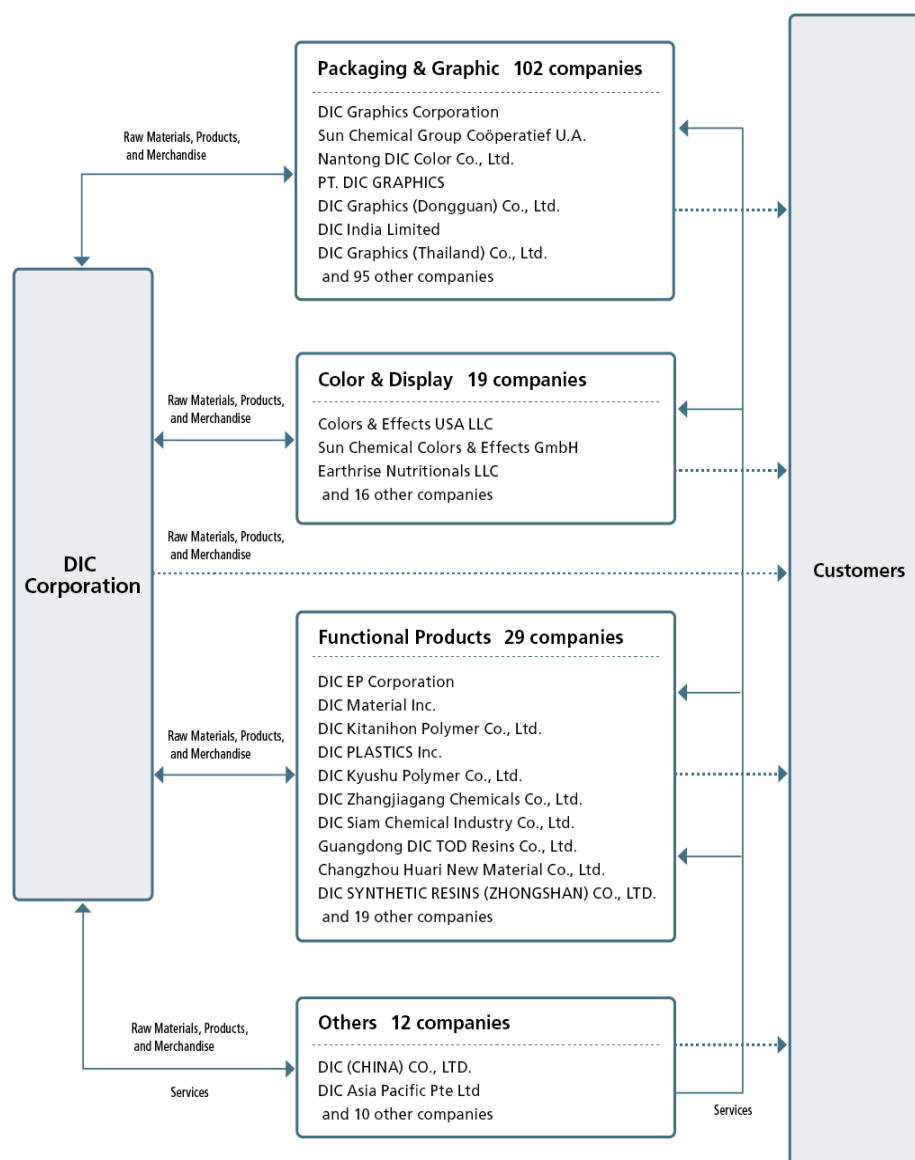 Packaging & Graphic 102 companies
DIC Graphics Corporation
Sun Chemical Group Coöperatief U.A.
Nantong DIC Color Co., Ltd.
PT. DIC GRAPHICS
DIC Graphics (Dongguan) Co., Ltd.
DIC India Limited
DIC Graphics (Thailand) Co., Ltd.
and 95 other companies
Raw Materials, Products,
and Merchandise
Color & Display 19 companies
Colors & Effects USA LLC
Sun Chemical Colors & Effects GmbH
Earthrise Nutritionals LLC
and 16 other companies
Raw Materials, Products,
and Merchandise
Raw Materials, Products,
and Merchandise
DIC
Corporation
Customers
Functional Products 29 companies
DIC EP Corporation
DIC Material Inc.
DIC Kitanihon Polymer Co., Ltd.
DIC PLASTICS Inc.
DIC Kyushu Polymer Co., Ltd.
DIC Zhangjiagang Chemicals Co., Ltd.
DIC Siam Chemical Industry Co., Ltd.
Guangdong DIC TOD Resins Co., Ltd.
Changzhou Huari New Material Co., Ltd.
DIC SYNTHETIC RESINS (ZHONGSHAN) CO., LTD.
and 19 other companies
Raw Materials, Products,
and Merchandise
Others 12 companies
DIC (CHINA) CO., LTD.
DIC Asia Pacific Pte Ltd
and 10 other companies
Raw Materials, Products,
and Merchandise
Services
Services